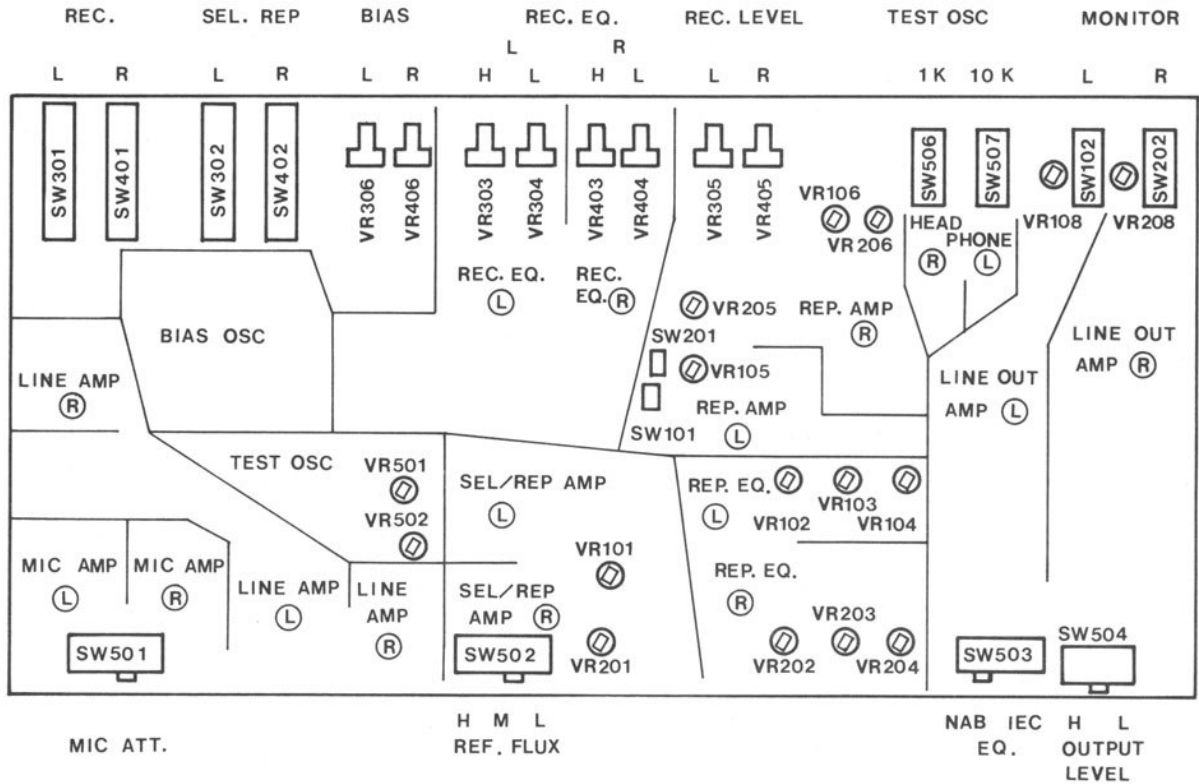 REC. SEL. REP BIAS REC. EQ. REC. LEVEL TEST OSC MONITOR
L R
L R L R L R H L H L L R 1K 10K L R
SW301 SW401 SW302 SW402 VR306 VR406 VR303 VR304 VR403 VR404 VR305 VR405 SW506 SW507 SW102 SW202
VR106
VR206
VR108 VR208
HEAD PHONE
R L
REC. EQ. L
REC. EQ. R
VR205
REP. AMP R
BIAS OSC
SW201
VR105
LINE OUT AMP R
LINE AMP R
LINE OUT AMP L
SW101
REP. AMP L
TEST OSC VR501
VR502
SEL/REP AMP L
REP. EQ. L
VR102 VR103 VR104
MIC AMP L
MIC AMP R
LINE AMP L
LINE AMP R
SEL/REP AMP R
VR101
REP. EQ. R
VR203
SW501 SW502 VR201 VR202 VR204 SW503 SW504
H M L NAB IEC H L
MIC ATT. REF. FLUX EQ. OUTPUT
LEVEL